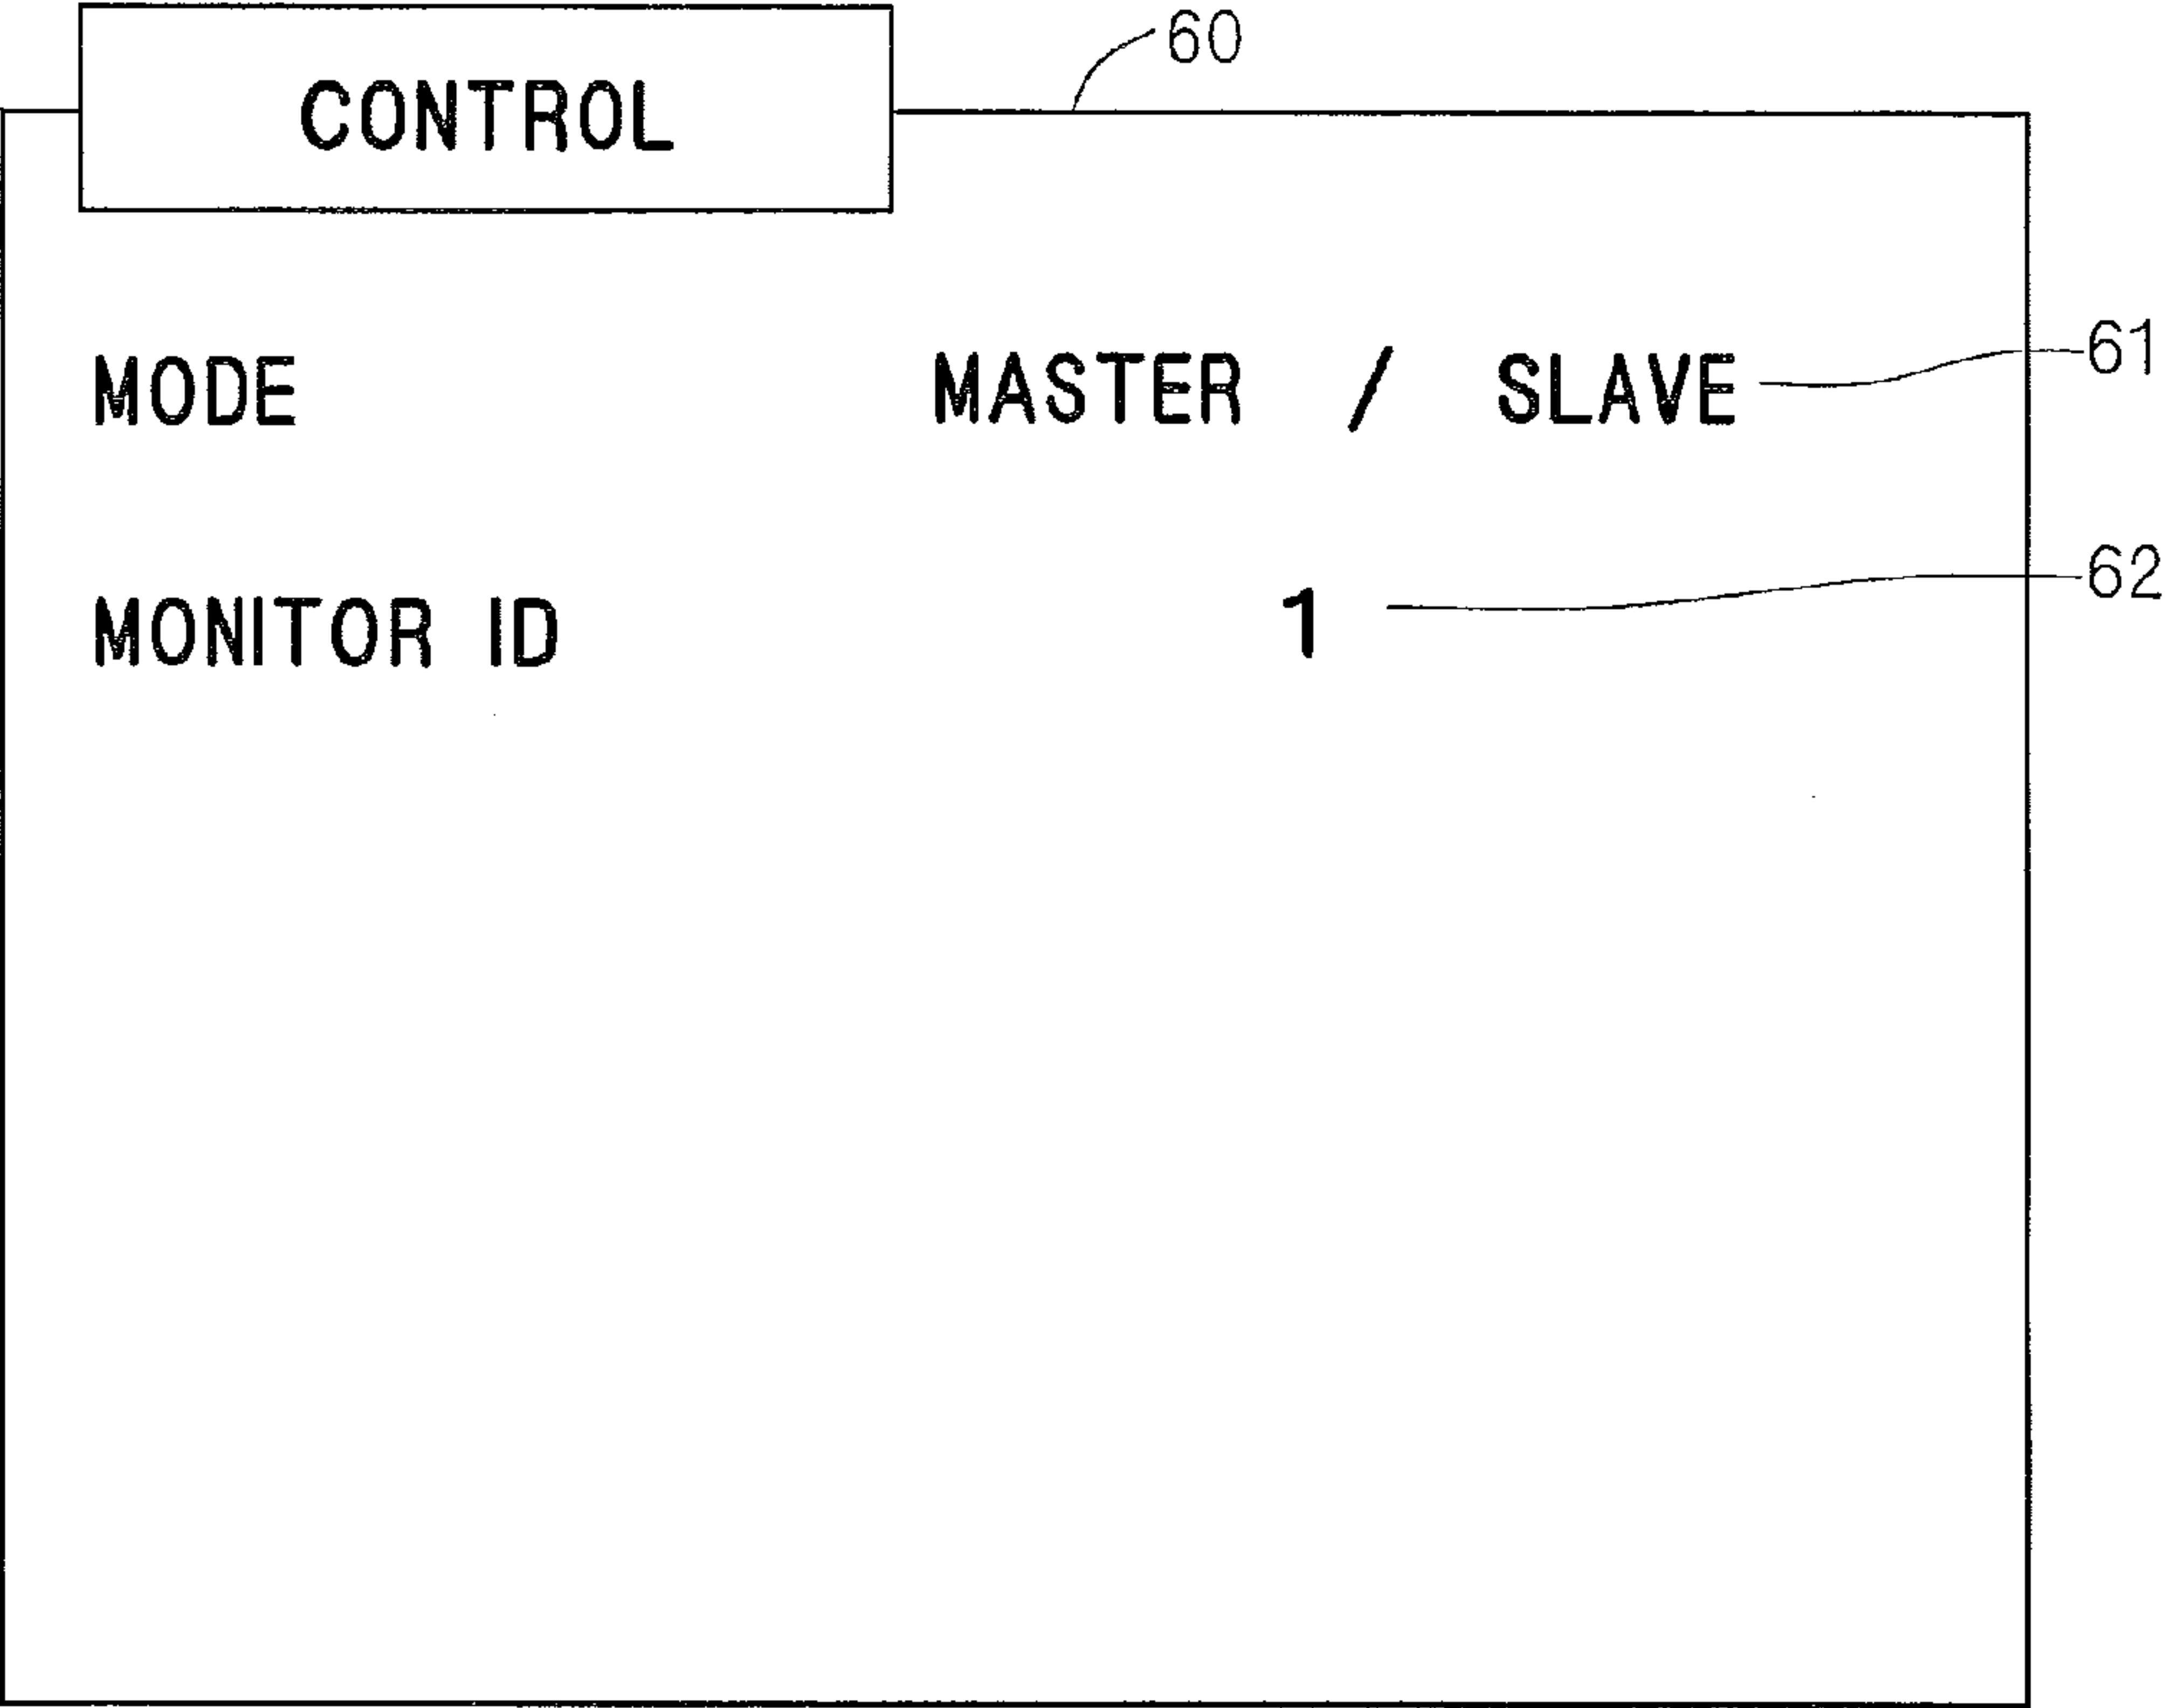 60
CONTROL
MODE MASTER / SLAVE 61
MONITOR ID 1 62